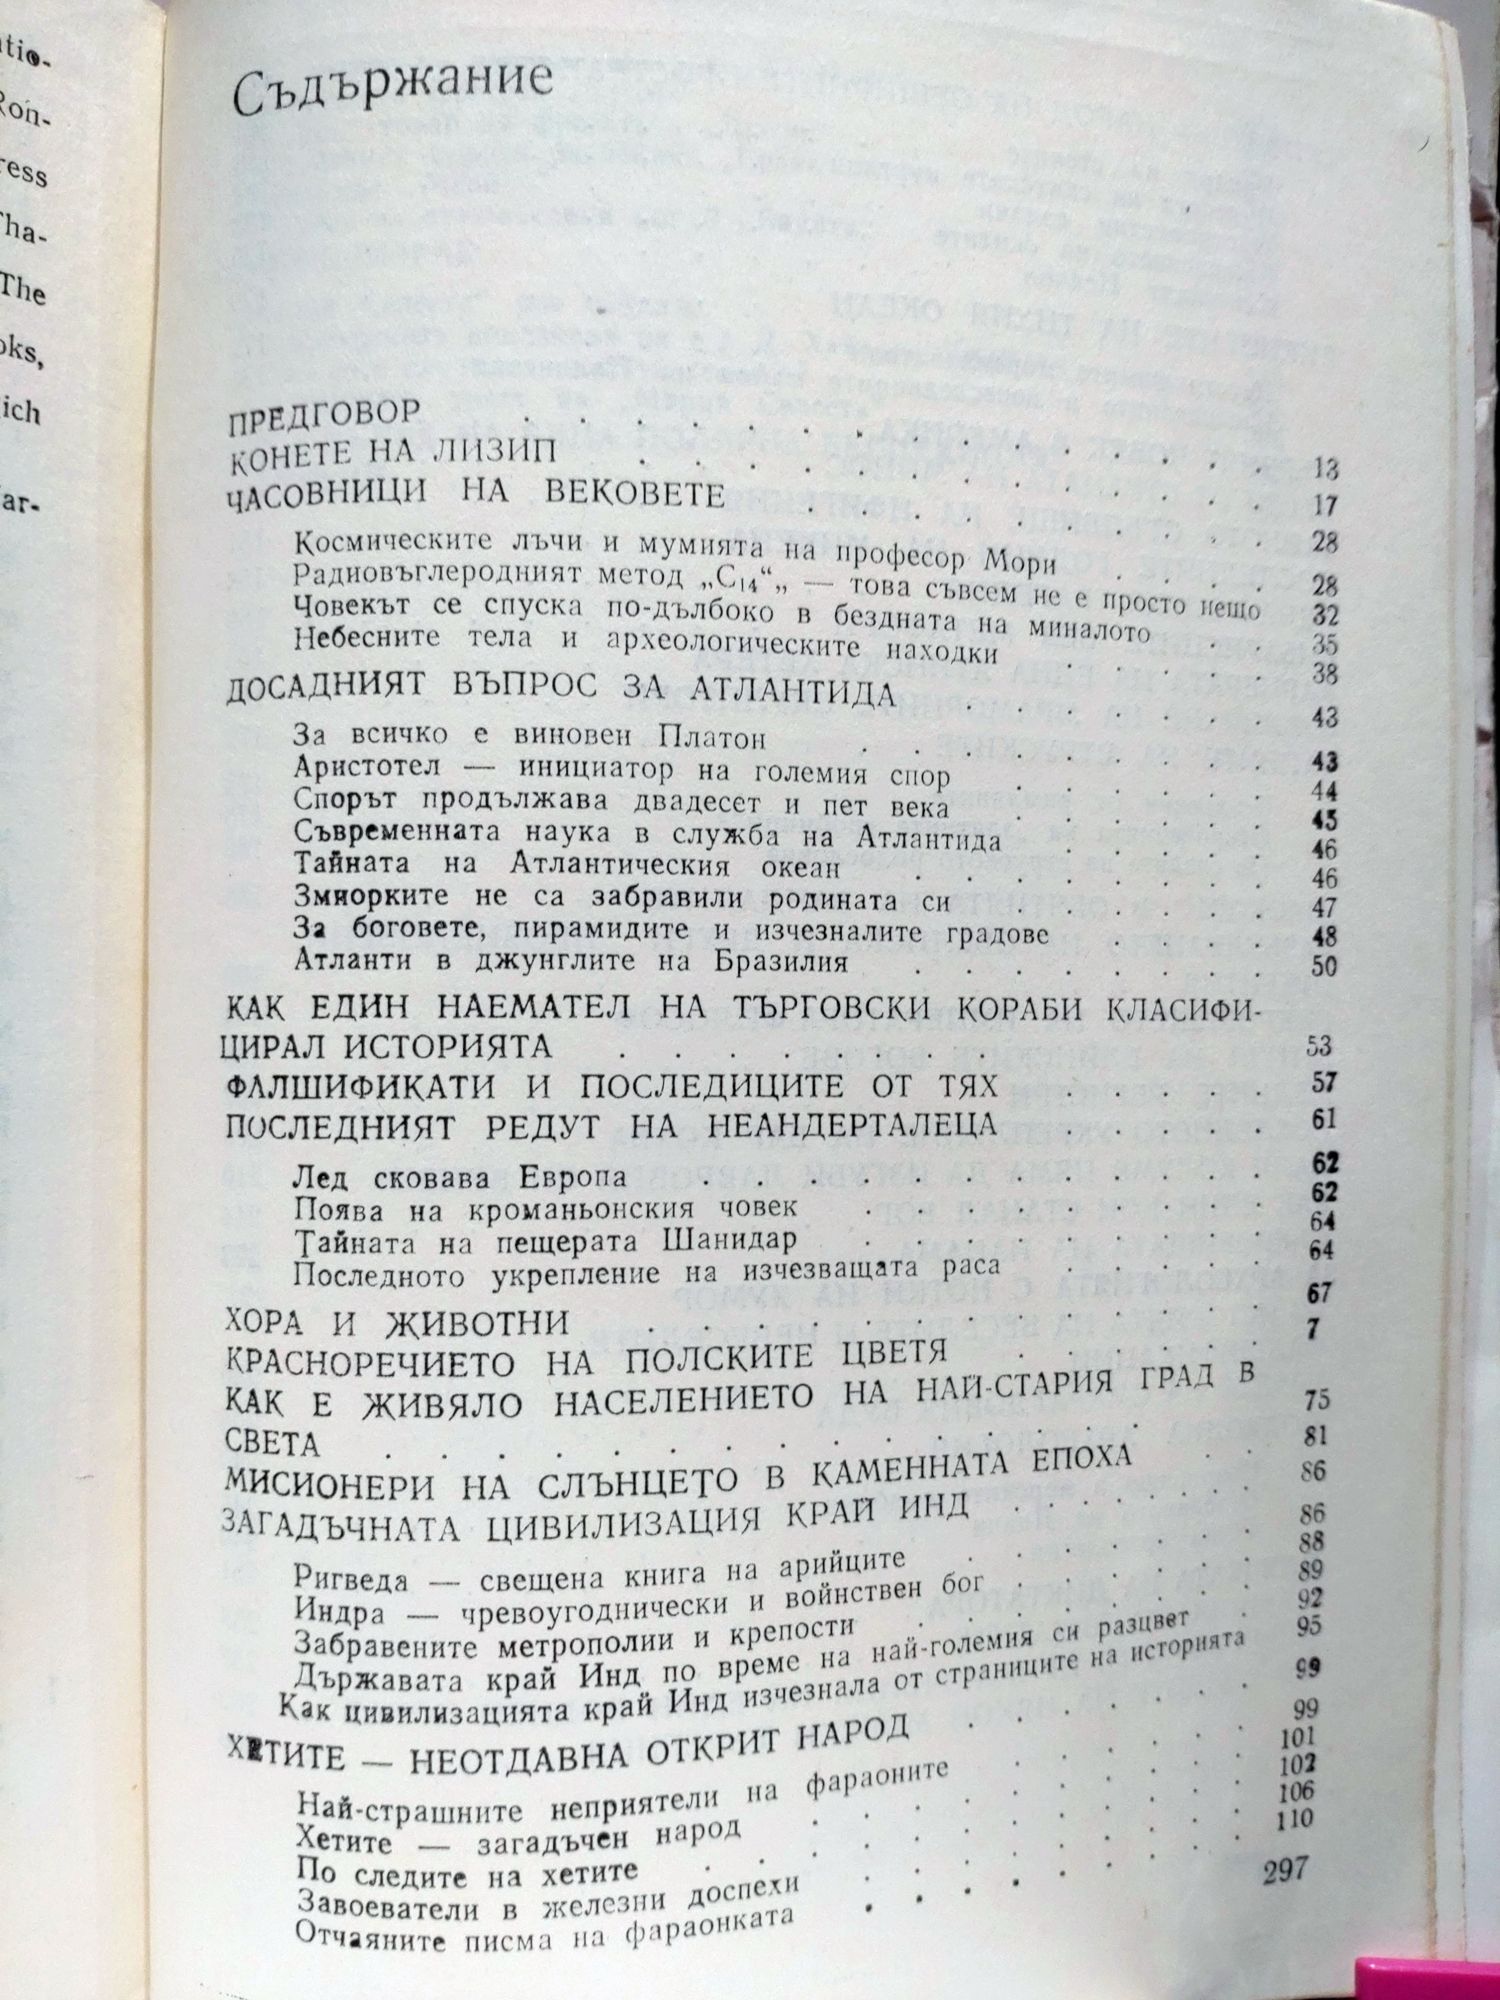 tio-
Ron-
ress
Tha-
The
oks,
ich
ar-
Съдържание
ПРЕДГОВОР . . . . . . . . . . . . . . 13
КОНЕТЕ НА ЛИЗИП . . . . . . . . . . . . 17
ЧАСОВНИЦИ НА ВЕКОВЕТЕ . . . . . . . . . 28
Космическите лъчи и мумията на професор Мори . . . . 28
Радиовъглеродният метод „C14“„ — това съвсем не е просто нещо 32
Човекът се спуска по-дълбоко в бездната на миналото . . 35
Небесните тела и археологическите находки . . . . . 38
ДОСАДНИЯТ ВЪПРОС ЗА АТЛАНТИДА . . . . . . 43
За всичко е виновен Платон . . . . . . . . 43
Аристотел — инициатор на големия спор . . . . . 44
Спорът продължава двадесет и пет века . . . . . . 45
Съвременната наука в служба на Атлантида . . . . . 46
Тайната на Атлантическия океан . . . . . . . 46
Змиорките не са забравили родината си . . . . . . 47
За боговете, пирамидите и изчезналите градове . . . . 48
Атланти в джунглите на Бразилия . . . . . . . 50
КАК ЕДИН НАЕМАТЕЛ НА ТЪРГОВСКИ КОРАБИ КЛАСИФИ-
ЦИРАЛ ИСТОРИЯТА . . . . . . . . 53
ФАЛШИФИКАТИ И ПОСЛЕДИЦИТЕ ОТ ТЯХ . . . . . 57
ПОСЛЕДНИЯТ РЕДУТ НА НЕАНДЕРТАЛЕЦА . . . . . 61
Лед сковава Европа . . . . . . . . . . . 62
Поява на кроманьонския човек . . . . . . . . 62
Тайната на пещерата Шанидар . . . . . . . . 64
Последното укрепление на изчезващата раса . . . . . 64
ХОРА И ЖИВОТНИ . . . . . . . . . . . . 67
КРАСНОРЕЧИЕТО НА ПОЛСКИТЕ ЦВЕТЯ . . . . . 7
КАК Е ЖИВЯЛО НАСЕЛЕНИЕТО НА НАЙ-СТАРИЯ ГРАД В
СВЕТА . . . . . . . . . . . . . . 75
МИСИОНЕРИ НА СЛЪНЦЕТО В КАМЕННАТА ЕПОХА . . 81
ЗАГАДЪЧНАТА ЦИВИЛИЗАЦИЯ КРАЙ ИНД . . . . . . . 86
Ригведа — свещена книга на арийците . . . . . . . 86
Индра — чревоугоднически и войнствен бог . . . . . 88
Забравените метрополии и крепости . . . . . . . 89
Държавата край Инд по време на най-големия си разцвет . 92
Как цивилизацията край Инд изчезнала от страниците на историята 95
ХЕТИТЕ — НЕОТДАВНА ОТКРИТ НАРОД . . . . . . . 99
Най-страшните неприятели на фараоните . . . . . . 99
Хетите — загадъчен народ . . . . . . . . 101
По следите на хетите . . . . . . . . . . 102
Завоеватели в железни доспехи . . . . . . . 106
Отчаяните писма на фараонката . . . . . . . . 110
297